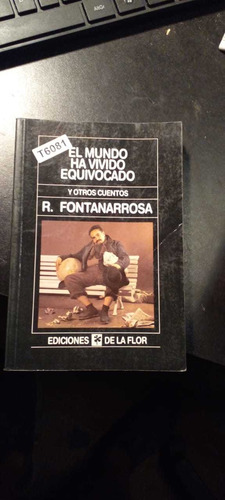 T6081
EL MUNDO
HA VIVIDO
EQUIVOCADO
Y OTROS CUENTOS
R. FONTANARROSA
EDICIONES DE LA FLOR